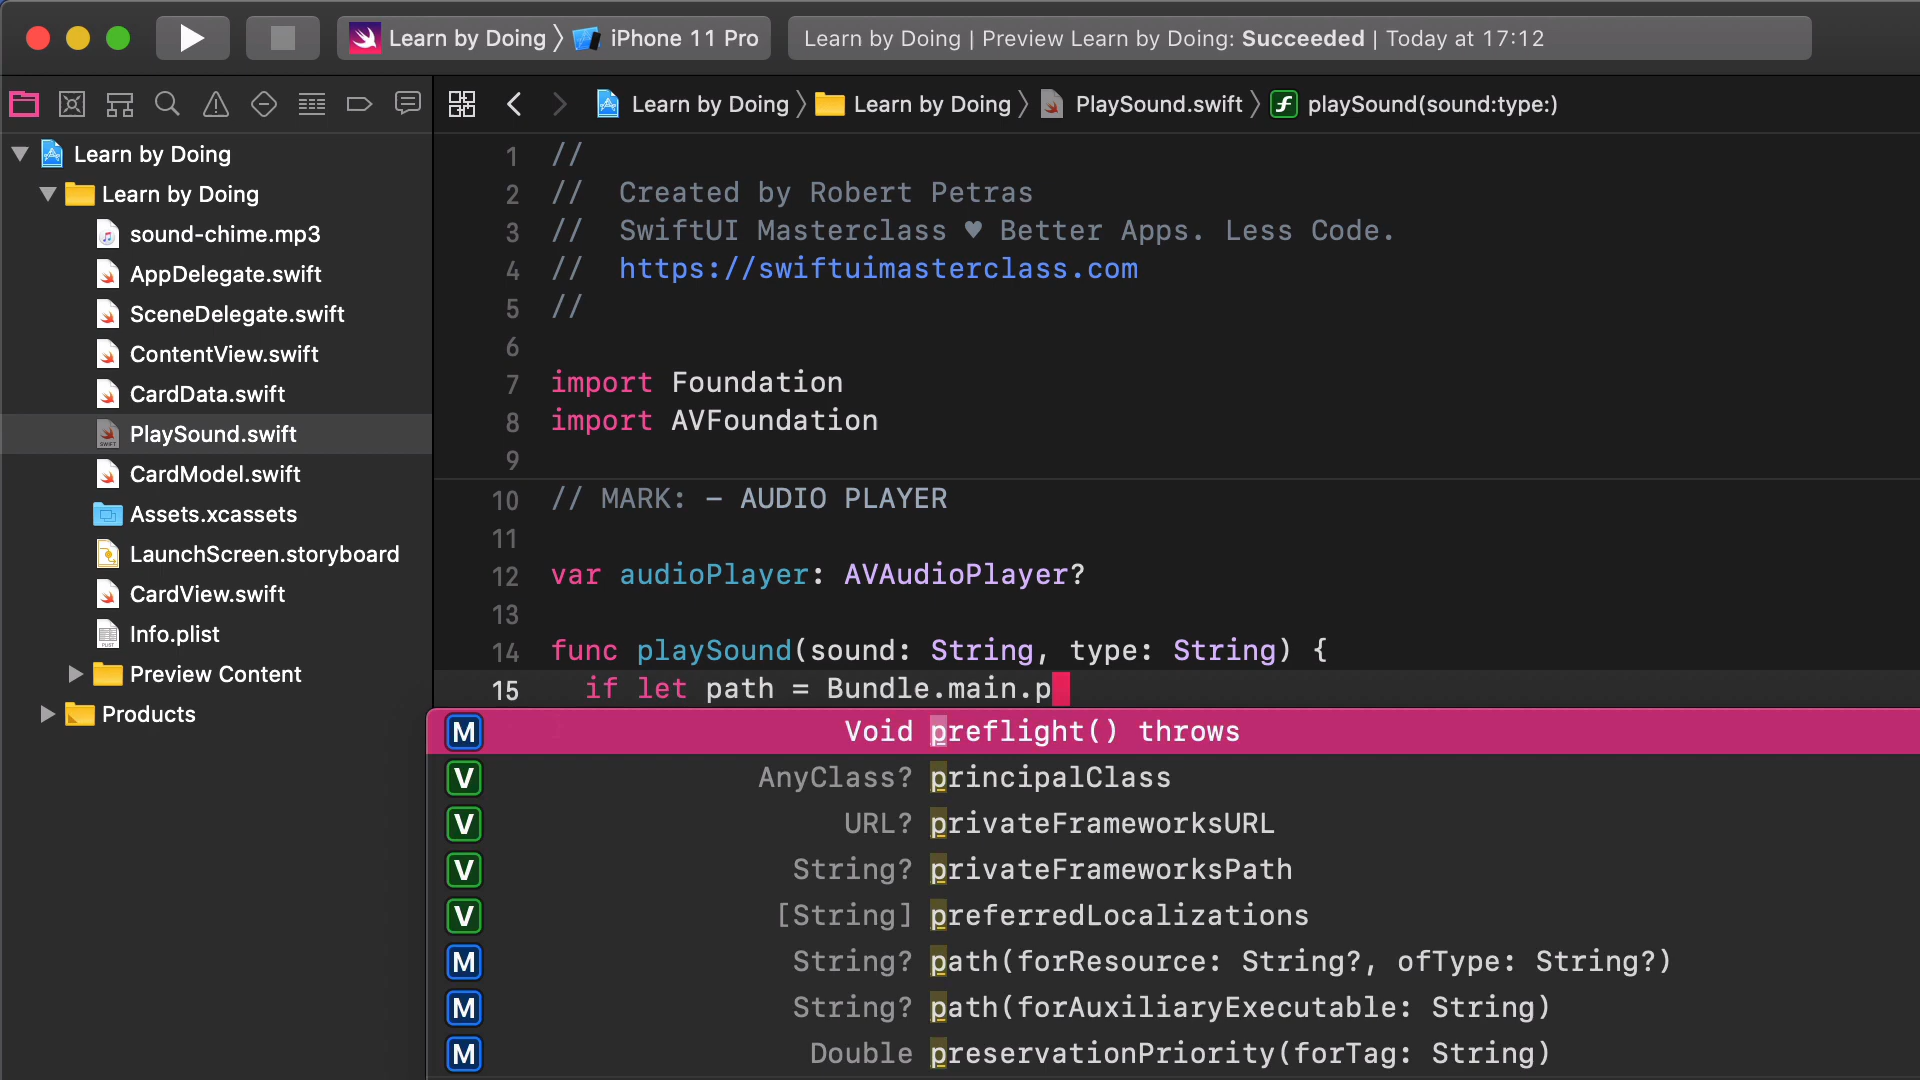 Learn by Doing 〉 iPhone 11 Pro
Learn by Doing | Preview Learn by Doing: Succeeded | Today at 17:12
Learn by Doing 〉 Learn by Doing 〉 PlaySound.swift 〉 playSound(sound:type:)
Learn by Doing
Learn by Doing
sound-chime.mp3
AppDelegate.swift
SceneDelegate.swift
ContentView.swift
CardData.swift
PlaySound.swift
CardModel.swift
Assets.xcassets
LaunchScreen.storyboard
CardView.swift
Info.plist
Preview Content
Products
1 //
2 //  Created by Robert Petras
3 //  SwiftUI Masterclass ♥ Better Apps. Less Code.
4 //  https://swiftuimasterclass.com
5 //
6
7 import Foundation
8 import AVFoundation
9
10 // MARK: - AUDIO PLAYER
11
12 var audioPlayer: AVAudioPlayer?
13
14 func playSound(sound: String, type: String) {
15   if let path = Bundle.main.p
M Void preflight() throws
V AnyClass? principalClass
V URL? privateFrameworksURL
V String? privateFrameworksPath
V [String] preferredLocalizations
M String? path(forResource: String?, ofType: String?)
M String? path(forAuxiliaryExecutable: String)
M Double preservationPriority(forTag: String)